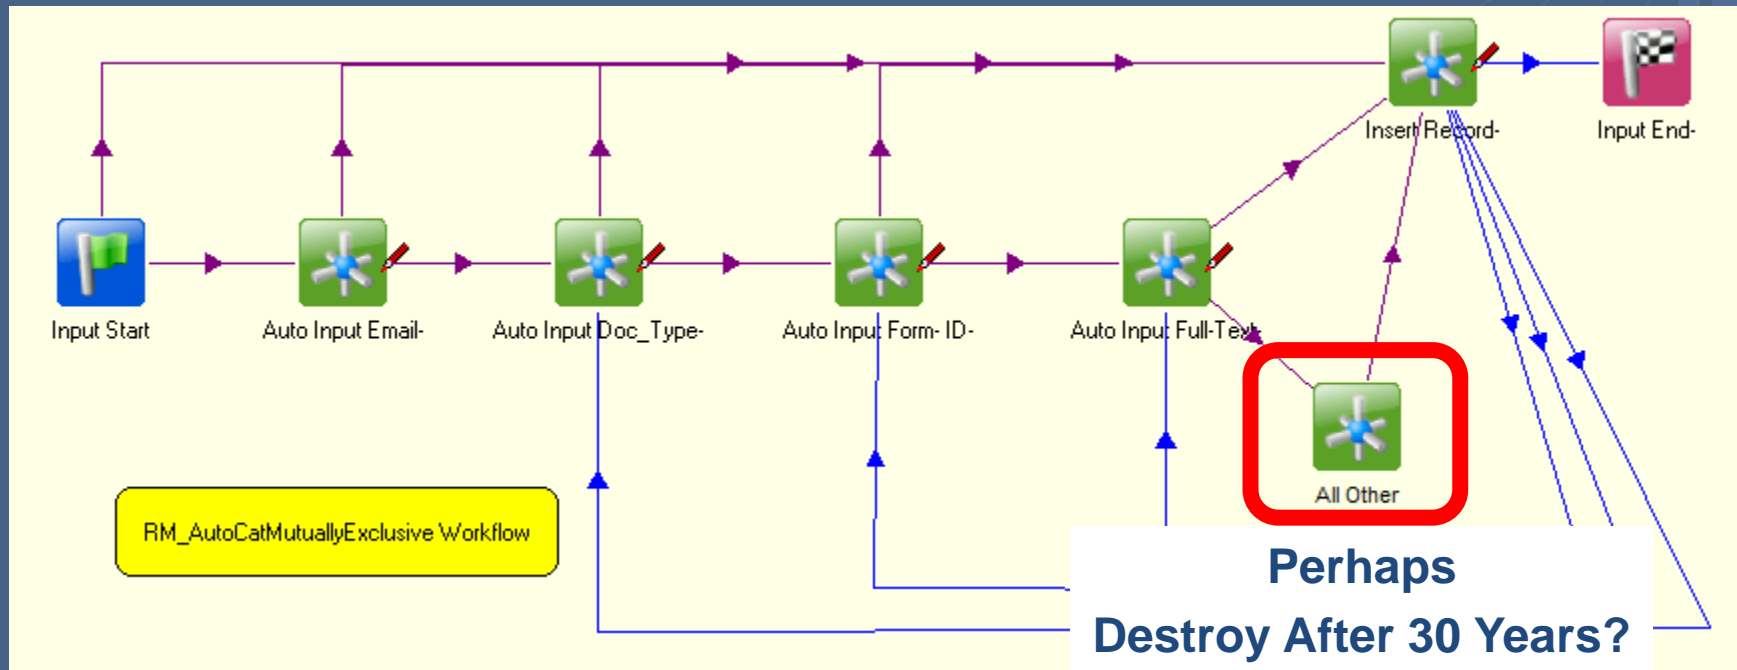 Insert Record-
Input End-
Input Start
Auto Input Email-
Auto Input Doc_Type-
Auto Input Form- ID-
Auto Input Full-Text-
All Other
RM_AutoCatMutuallyExclusive Workflow
Perhaps
Destroy After 30 Years?